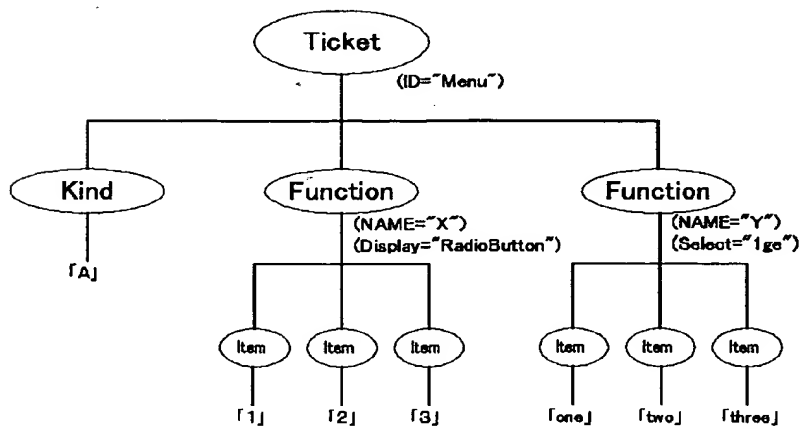 Ticket
(ID="Menu")
Kind
Function
Function
(NAME="X")
(Display="RadioButton")
(NAME="Y")
(Select="1ge")
「A」
Item
Item
Item
Item
Item
Item
「1」
「2」
「3」
「one」
「two」
「three」